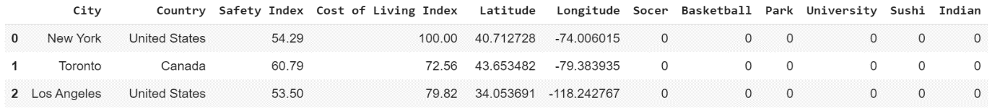 City Country Safety Index Cost of Living Index Latitude Longitude Socer Basketball Park University Sushi Indian
0 New York United States 54.29 100.00 40.712728 -74.006015 0 0 0 0 0 0
1 Toronto Canada 60.79 72.56 43.653482 -79.383935 0 0 0 0 0 0
2 Los Angeles United States 53.50 79.82 34.053691 -118.242767 0 0 0 0 0 0